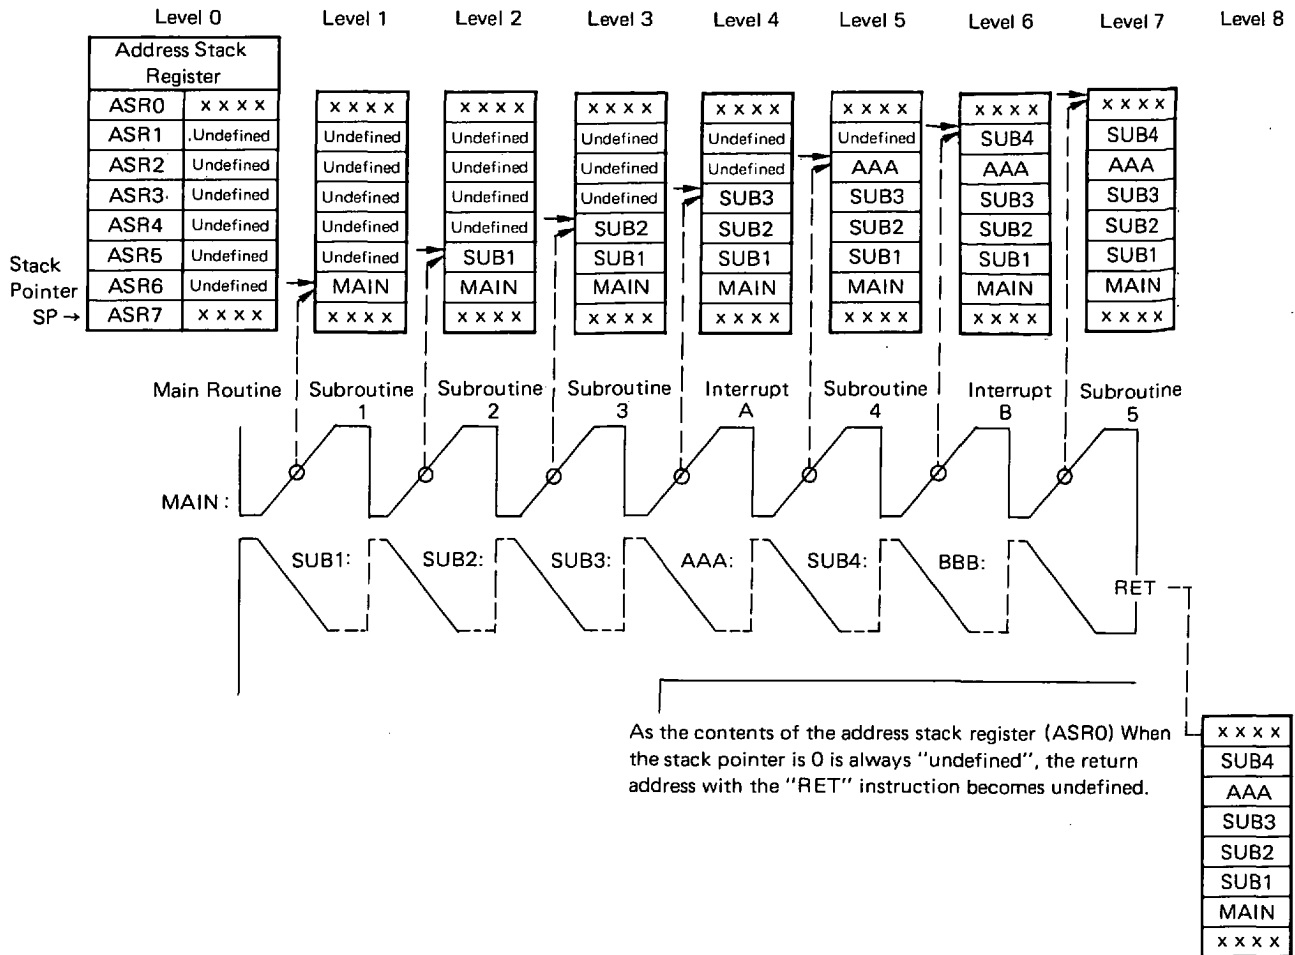 Level 0 Level 1 Level 2 Level 3 Level 4 Level 5 Level 6 Level 7 Level 8
Address Stack
Register
ASR0 x x x x x x x x x x x x x x x x x x x x x x x x x x x x x x x x
ASR1 .Undefined Undefined Undefined Undefined Undefined Undefined SUB4 SUB4
ASR2 Undefined Undefined Undefined Undefined Undefined AAA AAA AAA
ASR3. Undefined Undefined Undefined Undefined SUB3 SUB3 SUB3 SUB3
ASR4 Undefined Undefined Undefined SUB2 SUB2 SUB2 SUB2 SUB2
ASR5 Undefined Undefined SUB1 SUB1 SUB1 SUB1 SUB1 SUB1
Stack
Pointer
SP →
ASR6 Undefined MAIN MAIN MAIN MAIN MAIN MAIN MAIN
ASR7 x x x x x x x x x x x x x x x x x x x x x x x x x x x x x x x x
Main Routine Subroutine Subroutine Subroutine Interrupt Subroutine Interrupt Subroutine
1 2 3 A 4 B 5
MAIN :
SUB1: SUB2: SUB3: AAA: SUB4: BBB:
RET
As the contents of the address stack register (ASR0) When
the stack pointer is 0 is always "undefined", the return
address with the "RET" instruction becomes undefined.
x x x x
SUB4
AAA
SUB3
SUB2
SUB1
MAIN
x x x x